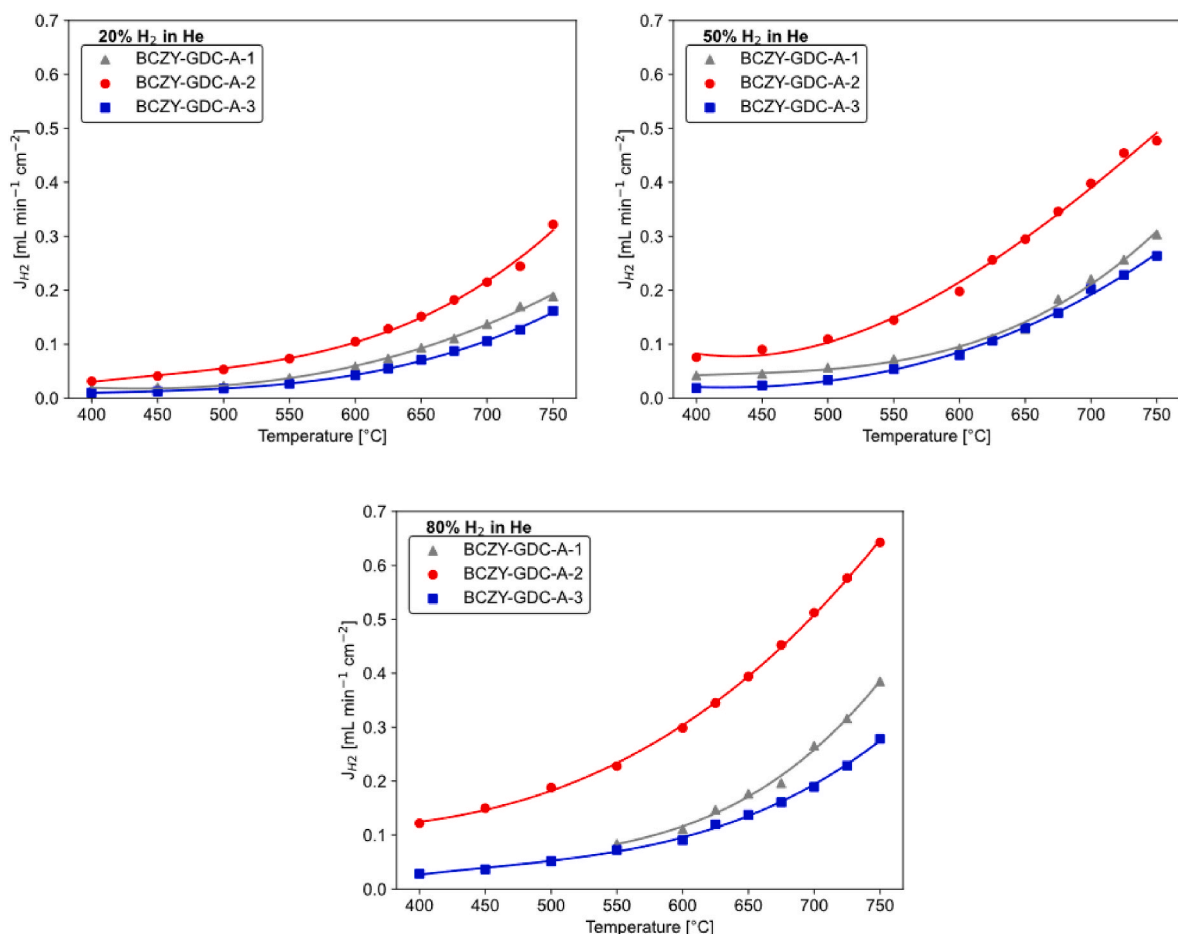 20% H₂ in He
BCZY-GDC-A-1
BCZY-GDC-A-2
BCZY-GDC-A-3
J_H2 [mL min⁻¹ cm⁻²]
0.7
0.6
0.5
0.4
0.3
0.2
0.1
0.0
400 450 500 550 600 650 700 750
Temperature [°C]
50% H₂ in He
BCZY-GDC-A-1
BCZY-GDC-A-2
BCZY-GDC-A-3
J_H2 [mL min⁻¹ cm⁻²]
0.7
0.6
0.5
0.4
0.3
0.2
0.1
0.0
400 450 500 550 600 650 700 750
Temperature [°C]
80% H₂ in He
BCZY-GDC-A-1
BCZY-GDC-A-2
BCZY-GDC-A-3
J_H2 [mL min⁻¹ cm⁻²]
0.7
0.6
0.5
0.4
0.3
0.2
0.1
0.0
400 450 500 550 600 650 700 750
Temperature [°C]